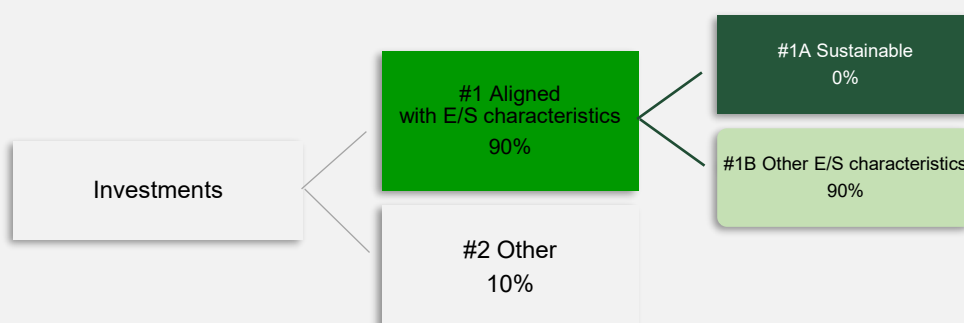 Investments
#1 Aligned
with E/S characteristics
90%
#2 Other
10%
#1A Sustainable
0%
#1B Other E/S characteristics
90%